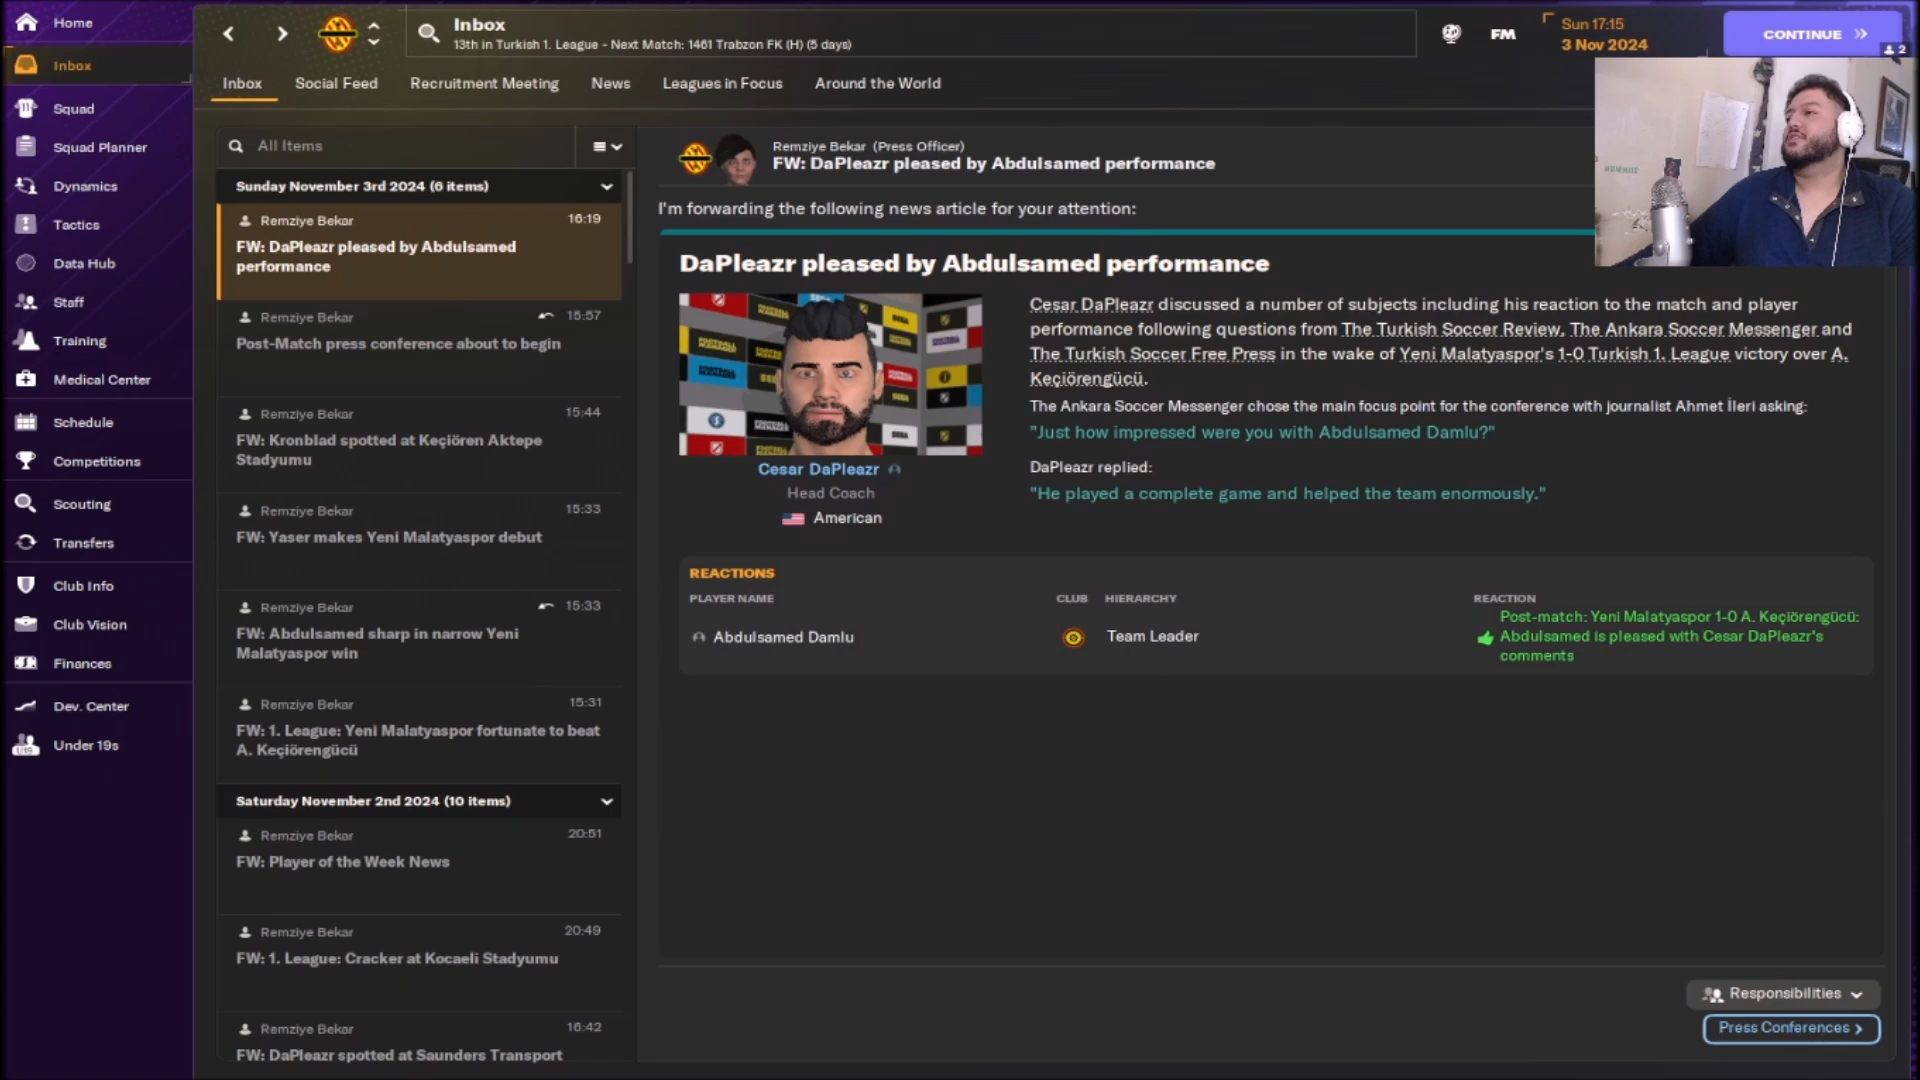 Home
Inbox
Squad
Squad Planner
Dynamics
Tactics
Data Hub
Staff
Training
Medical Center
Schedule
Competitions
Scouting
Transfers
Club Info
Club Vision
Finances
Dev. Center
Under 19s
Inbox
13th in Turkish 1. League - Next Match: 1461 Trabzon FK (H) (5 days)
FM
Sun 17:15
3 Nov 2024
CONTINUE
2
Inbox Social Feed Recruitment Meeting News Leagues in Focus Around the World
All Items
Sunday November 3rd 2024 (6 items)
Remziye Bekar 16:19
FW: DaPleazr pleased by Abdulsamed
performance
Remziye Bekar 15:57
Post-Match press conference about to begin
Remziye Bekar 15:44
FW: Kronblad spotted at Keçiören Aktepe
Stadyumu
Remziye Bekar 15:33
FW: Yaser makes Yeni Malatyaspor debut
Remziye Bekar 15:33
FW: Abdulsamed sharp in narrow Yeni
Malatyaspor win
Remziye Bekar 15:31
FW: 1. League: Yeni Malatyaspor fortunate to beat
A. Keçiörengücü
Saturday November 2nd 2024 (10 items)
Remziye Bekar 20:51
FW: Player of the Week News
Remziye Bekar 20:49
FW: 1. League: Cracker at Kocaeli Stadyumu
Remziye Bekar 16:42
FW: DaPleazr spotted at Saunders Transport
Remziye Bekar (Press Officer)
FW: DaPleazr pleased by Abdulsamed performance
I'm forwarding the following news article for your attention:
DaPleazr pleased by Abdulsamed performance
Cesar DaPleazr
Head Coach
American
Cesar DaPleazr discussed a number of subjects including his reaction to the match and player
performance following questions from The Turkish Soccer Review, The Ankara Soccer Messenger and
The Turkish Soccer Free Press in the wake of Yeni Malatyaspor's 1-0 Turkish 1. League victory over A.
Keçiörengücü.
The Ankara Soccer Messenger chose the main focus point for the conference with journalist Ahmet İleri asking:
"Just how impressed were you with Abdulsamed Damlu?"
DaPleazr replied:
"He played a complete game and helped the team enormously."
REACTIONS
PLAYER NAME CLUB HIERARCHY REACTION
Abdulsamed Damlu Team Leader
Post-match: Yeni Malatyaspor 1-0 A. Keçiörengücü:
Abdulsamed is pleased with Cesar DaPleazr's
comments
Responsibilities
Press Conferences